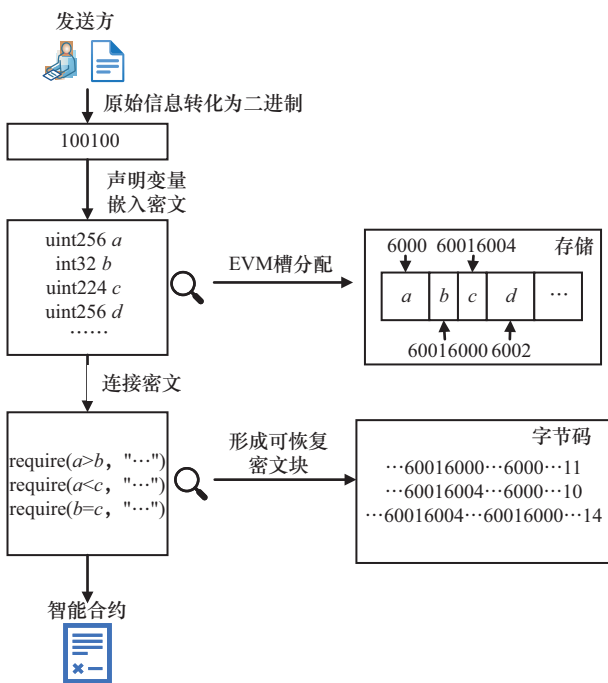 发送方
原始信息转化为二进制
100100
声明变量
嵌入密文
uint256 a
int32 b
uint224 c
uint256 d
……
EVM槽分配
存储
6000 60016004
a b c d …
60016000 6002
连接密文
require(a>b, "…")
require(a<c, "…")
require(b=c, "…")
形成可恢复
密文块
字节码
…60016000…6000…11
…60016004…6000…10
…60016004…60016000…14
智能合约